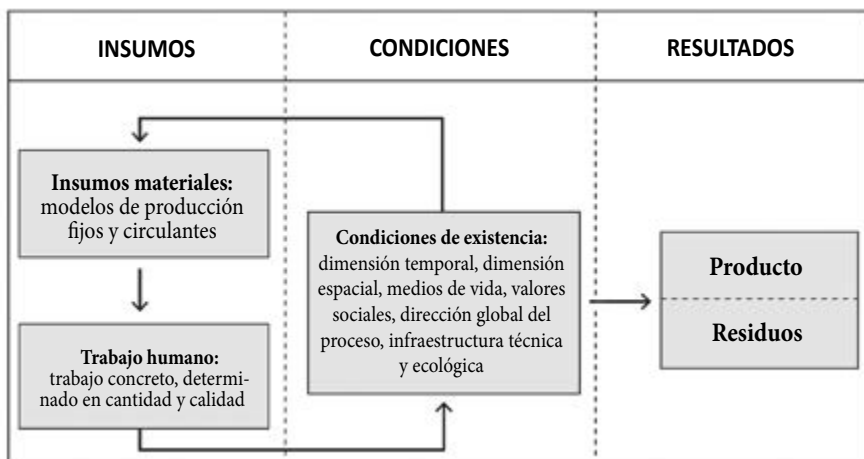 INSUMOS
CONDICIONES
RESULTADOS
Insumos materiales:
modelos de producción
fijos y circulantes
Trabajo humano:
trabajo concreto, determi-
nado en cantidad y calidad
Condiciones de existencia:
dimensión temporal, dimensión
espacial, medios de vida, valores
sociales, dirección global del
proceso, infraestructura técnica
y ecológica
Producto
Residuos